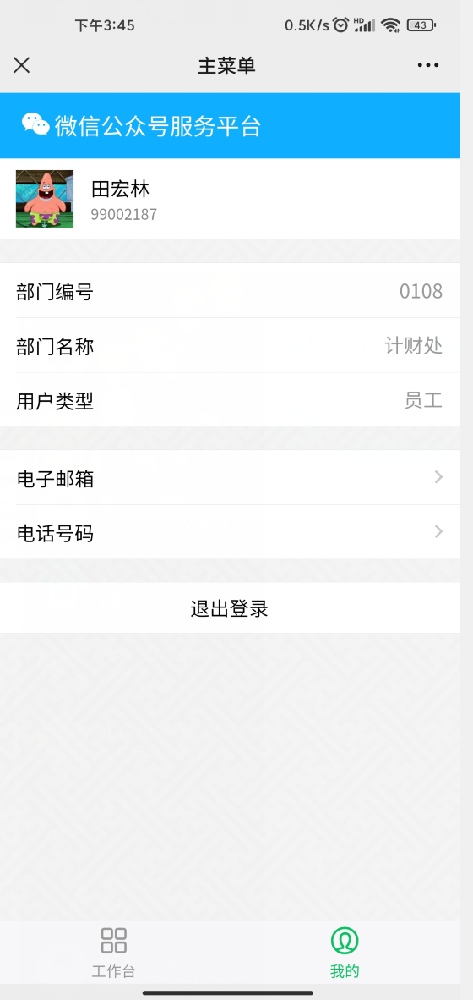 下午3:45
0.5K/s HD 43
主菜单
微信公众号服务平台
田宏林
99002187
部门编号 0108
部门名称 计财处
用户类型 员工
电子邮箱
电话号码
退出登录
工作台 我的